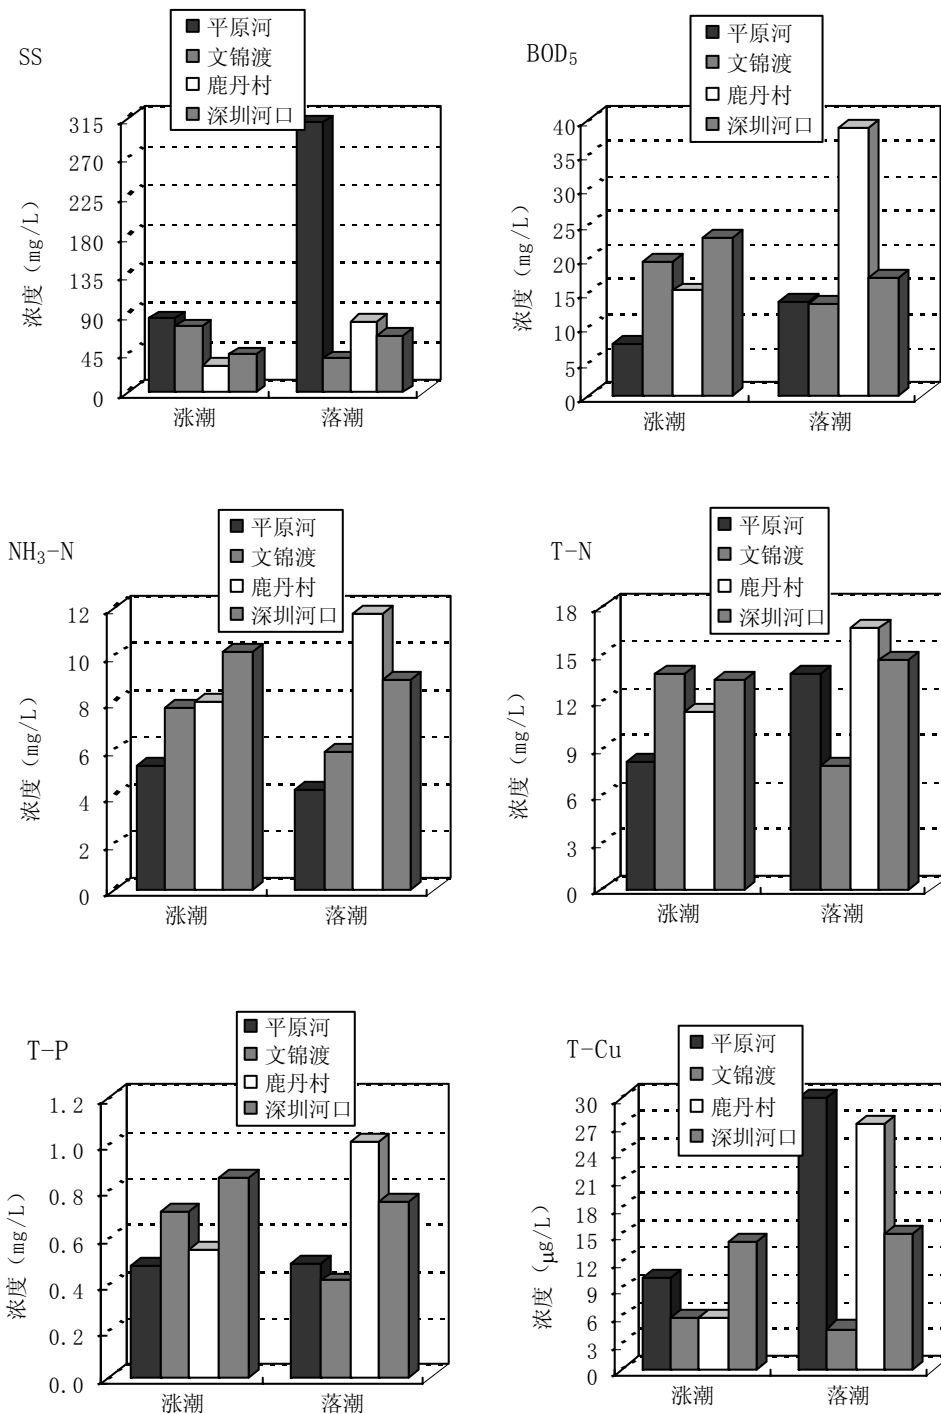 SS
平原河
文锦渡
鹿丹村
深圳河口
浓度（mg/L）
315
270
225
180
135
90
45
0
涨潮
落潮
BOD5
平原河
文锦渡
鹿丹村
深圳河口
浓度（mg/L）
40
35
30
25
20
15
10
5
0
涨潮
落潮
NH3-N
平原河
文锦渡
鹿丹村
深圳河口
浓度（mg/L）
12
10
8
6
4
2
0
涨潮
落潮
T-N
平原河
文锦渡
鹿丹村
深圳河口
浓度（mg/L）
18
15
12
9
6
3
0
涨潮
落潮
T-P
平原河
文锦渡
鹿丹村
深圳河口
浓度（mg/L）
1.2
1.0
0.8
0.6
0.4
0.2
0.0
涨潮
落潮
T-Cu
平原河
文锦渡
鹿丹村
深圳河口
浓度（μg/L）
30
27
24
21
18
15
12
9
6
3
0
涨潮
落潮